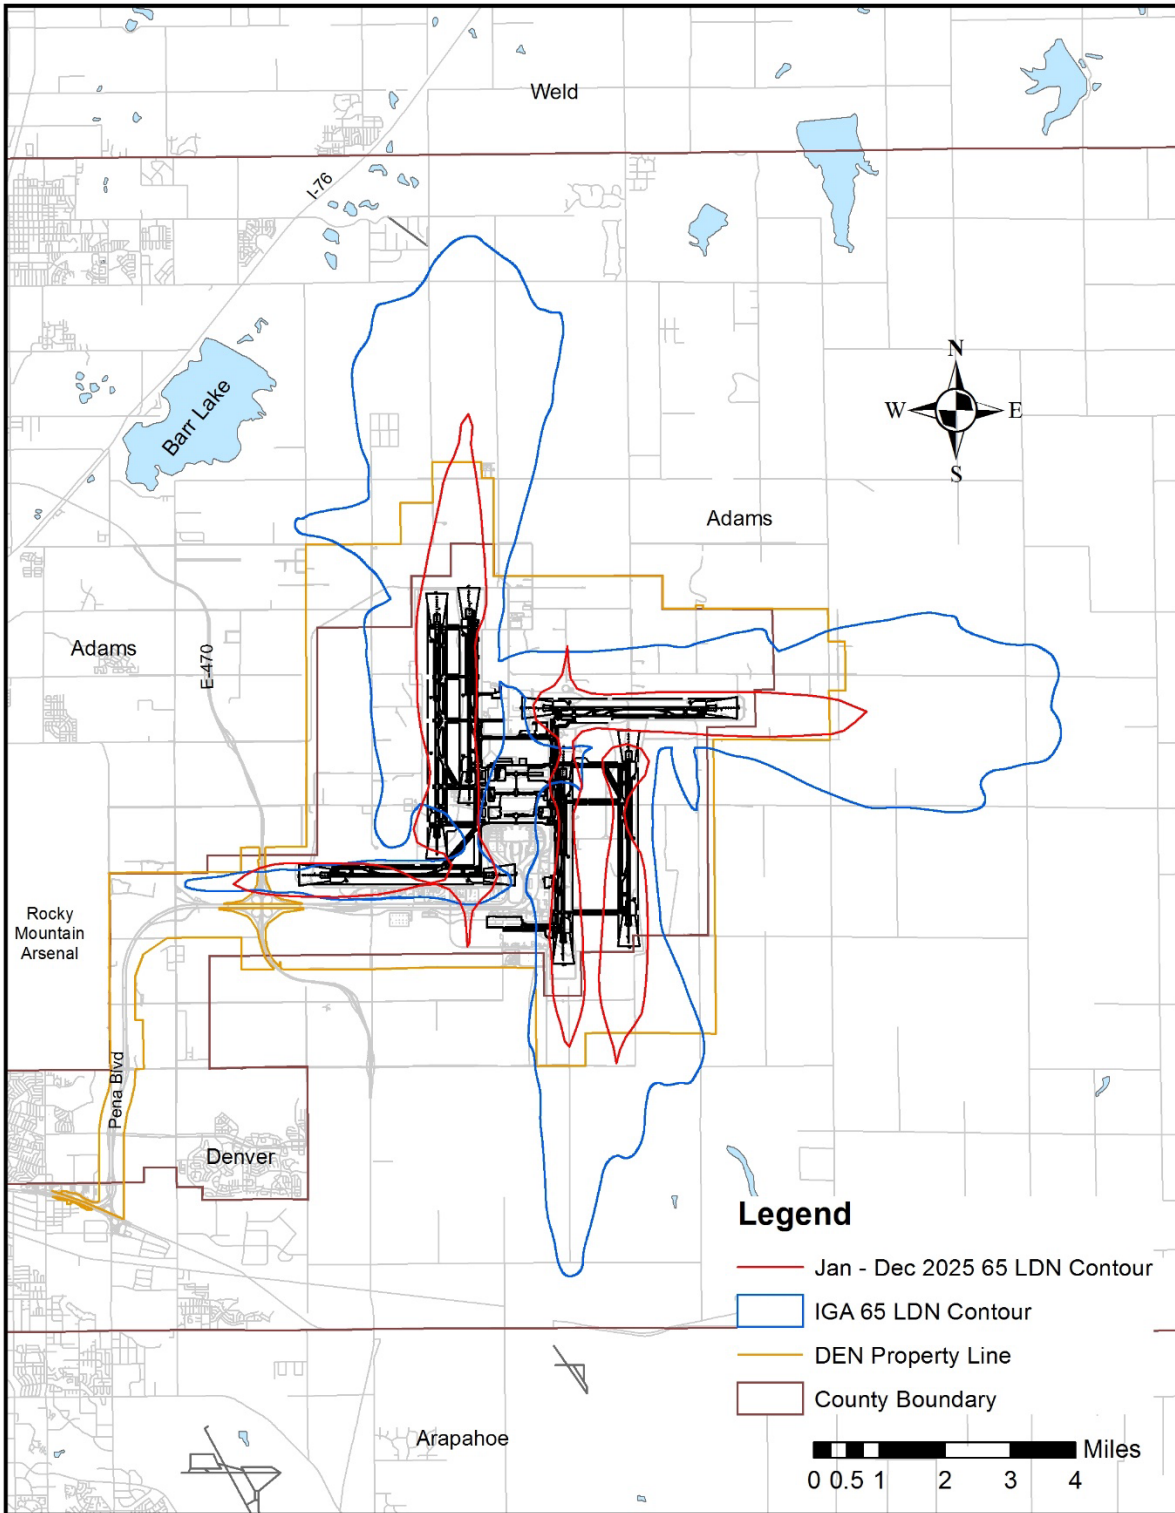 Weld
I-76
Barr Lake
N
W
E
S
Adams
Adams
E-470
Rocky
Mountain
Arsenal
Pena Blvd
Denver
Legend
Jan - Dec 2025 65 LDN Contour
IGA 65 LDN Contour
DEN Property Line
County Boundary
Arapahoe
Miles
0 0.5 1 2 3 4